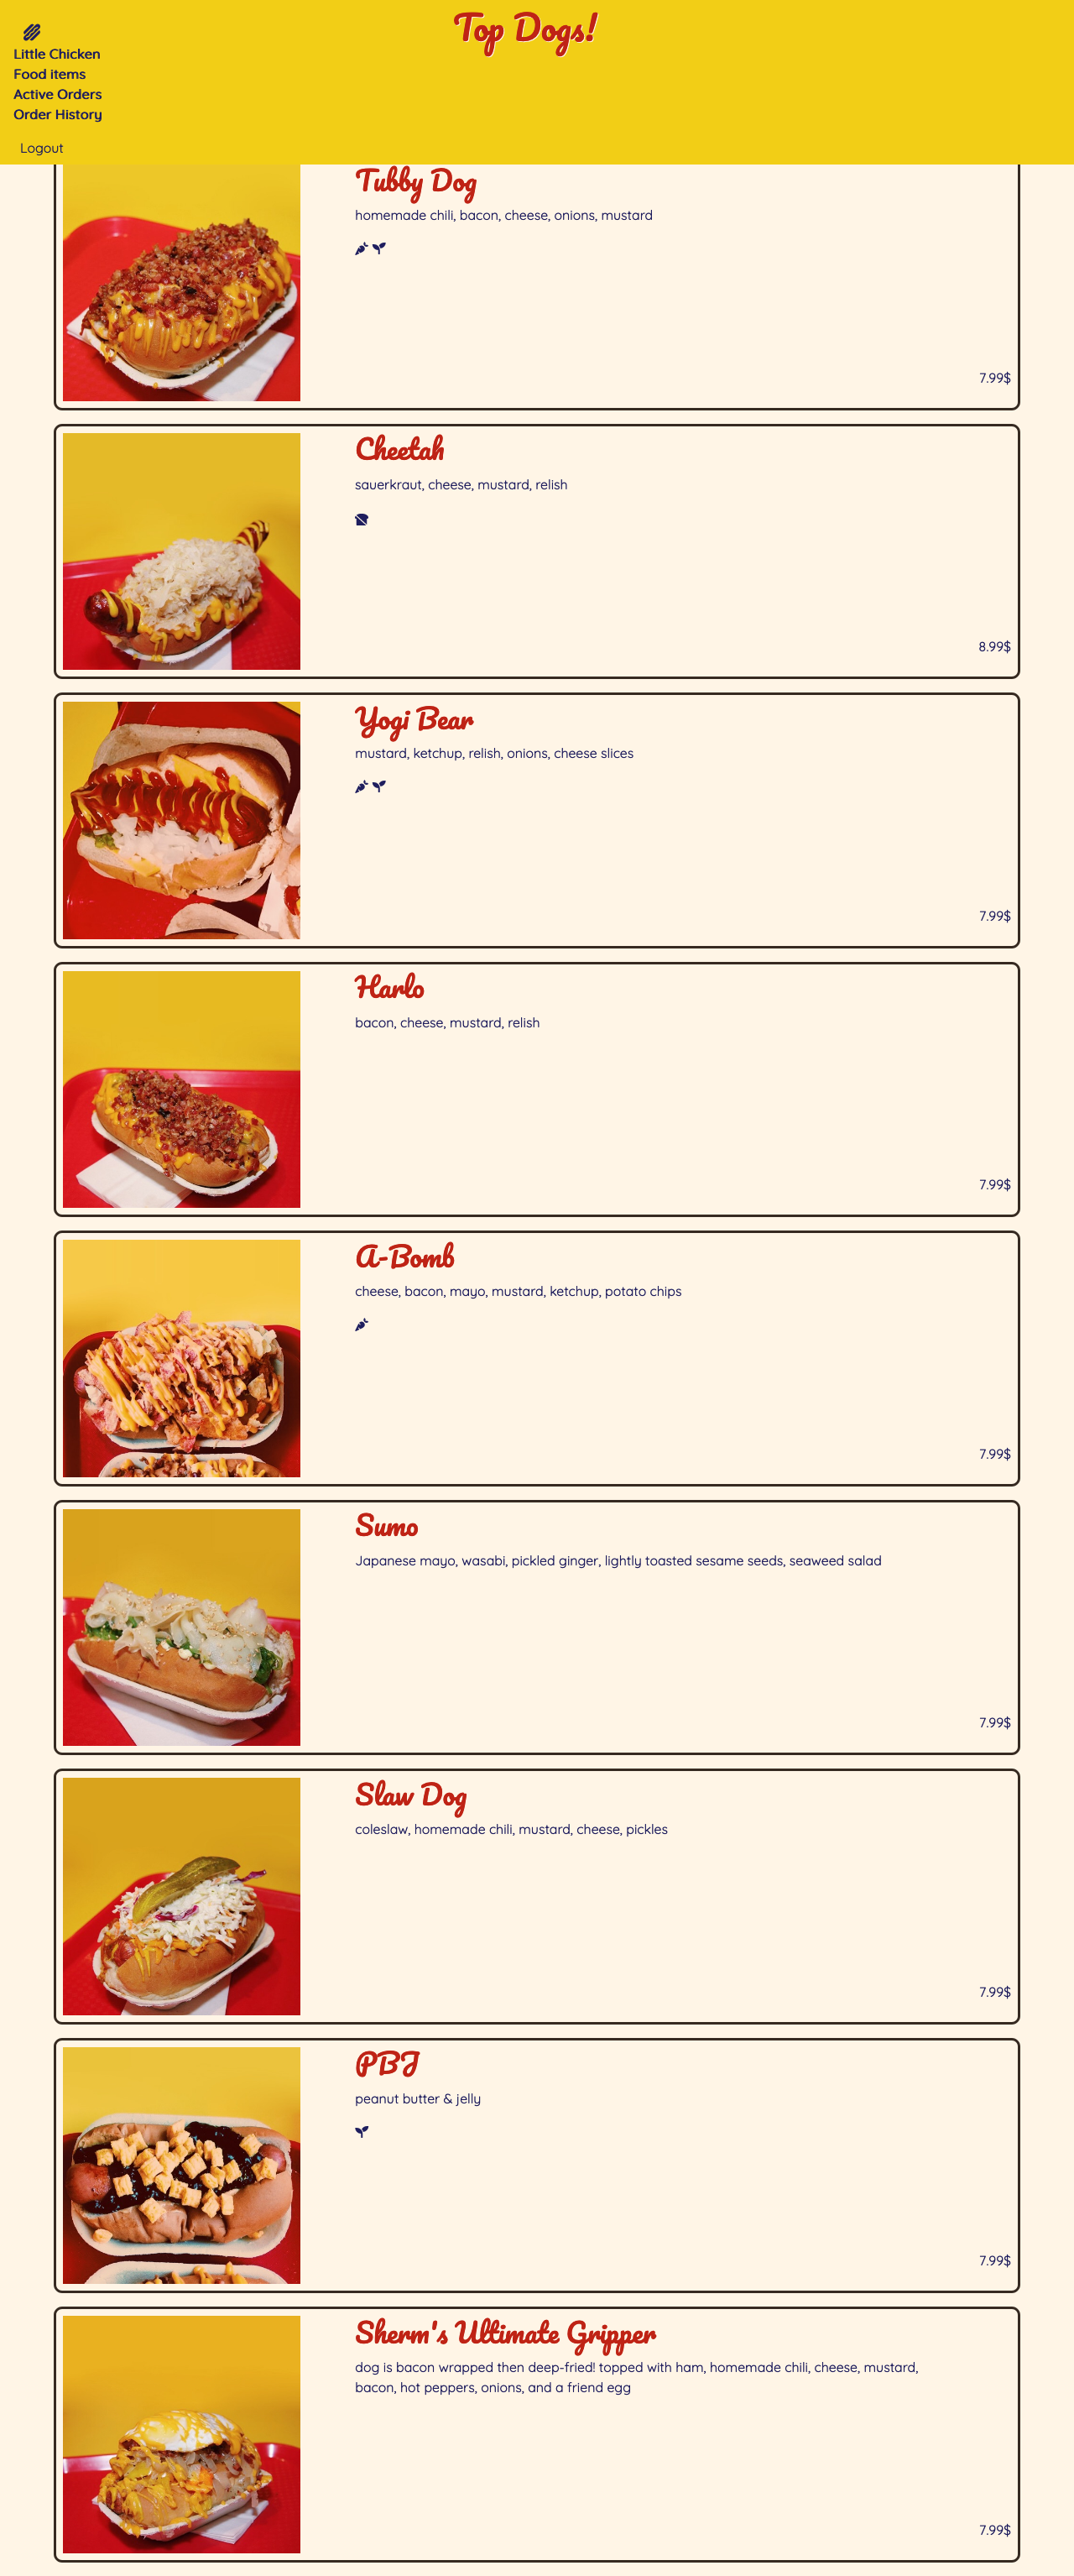 Top Dogs!
Little Chicken
Food items
Active Orders
Order History
Logout
Tubby Dog
homemade chili, bacon, cheese, onions, mustard
7.99$
Cheetah
sauerkraut, cheese, mustard, relish
8.99$
Yogi Bear
mustard, ketchup, relish, onions, cheese slices
7.99$
Harlo
bacon, cheese, mustard, relish
7.99$
A-Bomb
cheese, bacon, mayo, mustard, ketchup, potato chips
7.99$
Sumo
Japanese mayo, wasabi, pickled ginger, lightly toasted sesame seeds, seaweed salad
7.99$
Slaw Dog
coleslaw, homemade chili, mustard, cheese, pickles
7.99$
PBJ
peanut butter & jelly
7.99$
Sherm's Ultimate Gripper
dog is bacon wrapped then deep-fried! topped with ham, homemade chili, cheese, mustard,
bacon, hot peppers, onions, and a friend egg
7.99$